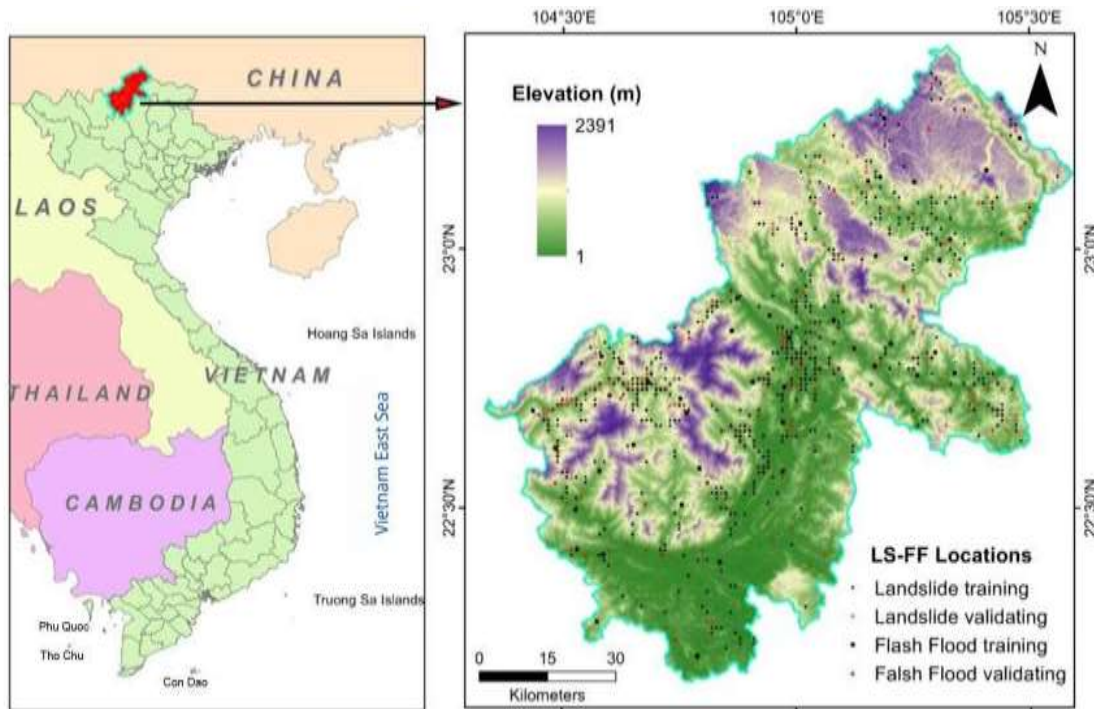 CHINA
LAOS
Hoang Sa Islands
VIETNAM
THAILAND
Vietnam East Sea
CAMBODIA
Truong Sa Islands
Phu Quoc
Tho Chu
Con Dao
104°30'E
105°0'E
105°30'E
N
Elevation (m)
2391
1
23°0'N
23°0'N
22°30'N
22°30'N
LS-FF Locations
Landslide training
Landslide validating
Flash Flood training
Falsh Flood validating
0 15 30
Kilometers